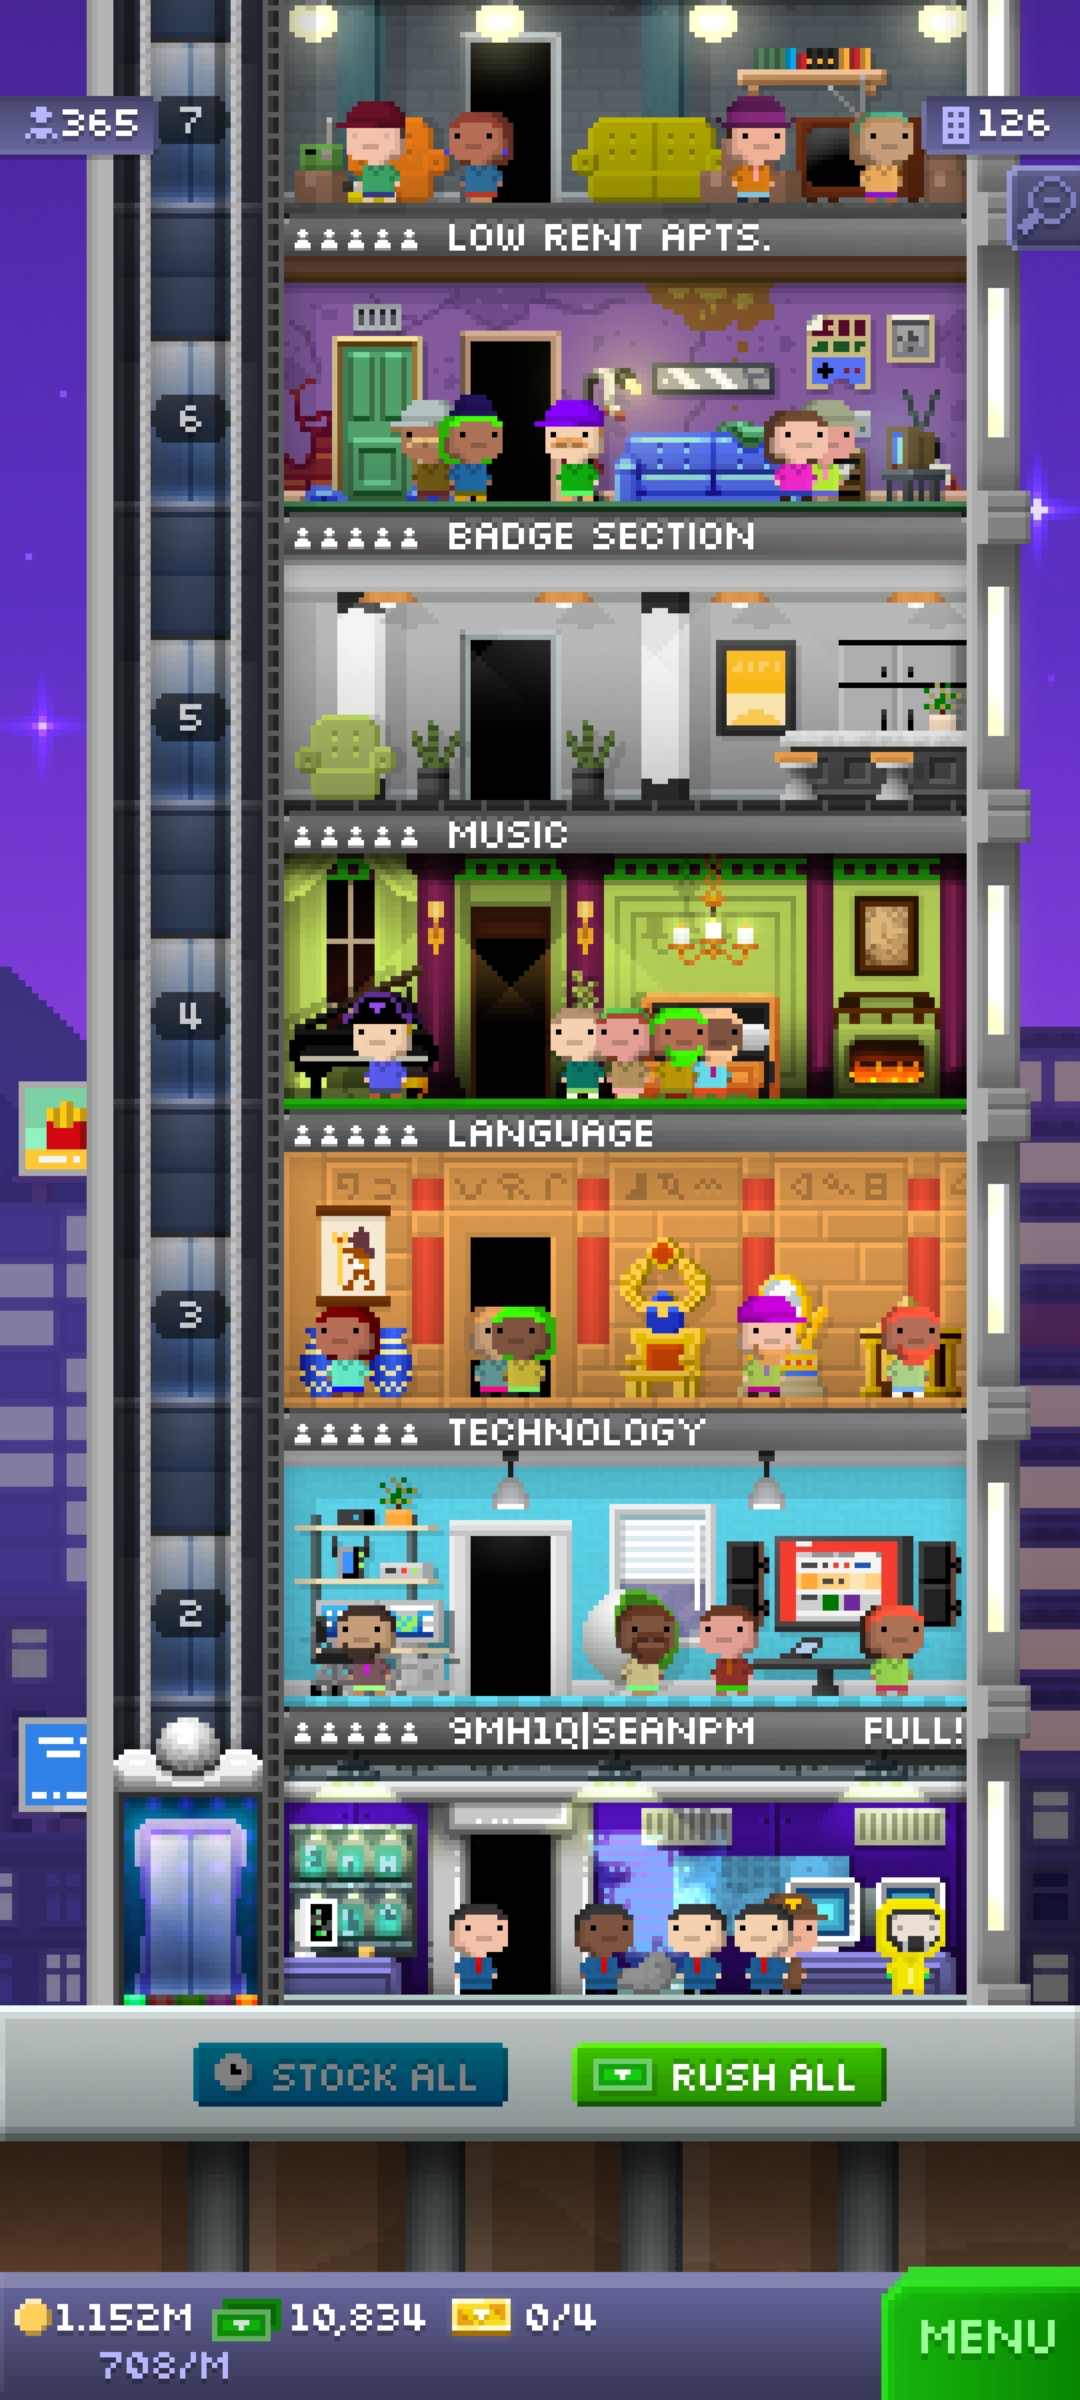 365
7
126
LOW RENT APTS.
6
BADGE SECTION
5
MUSIC
4
LANGUAGE
3
TECHNOLOGY
2
9MH1Q|SEANPM FULL!
STOCK ALL
RUSH ALL
1.152M 10,834 0/4
708/M
MENU